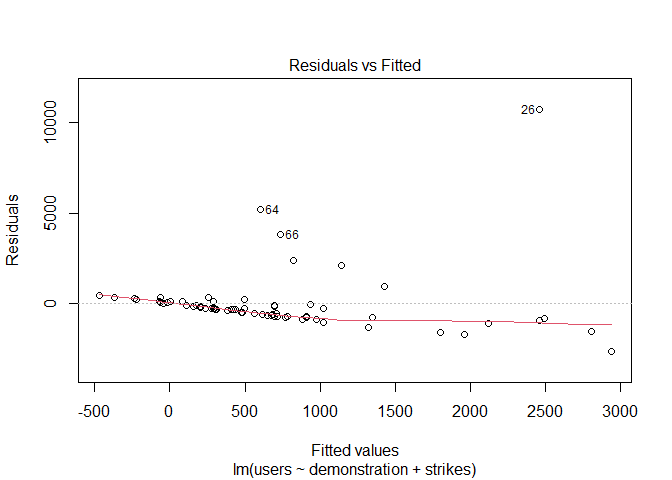 Residuals vs Fitted
10000
5000
0
Residuals
26
64
66
-500 0 500 1000 1500 2000 2500 3000
Fitted values
lm(users ~ demonstration + strikes)